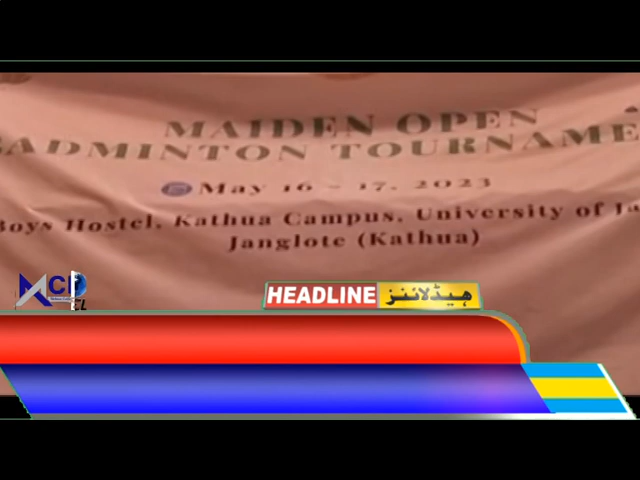 MAIDEN OPEN
ADMINTON TOURNAME
May 16 - 17, 2023
Boys Hostel, Kathua Campus, University of Ja
Janglote (Kathua)
MCP
HEADLINE ہیڈلائنز